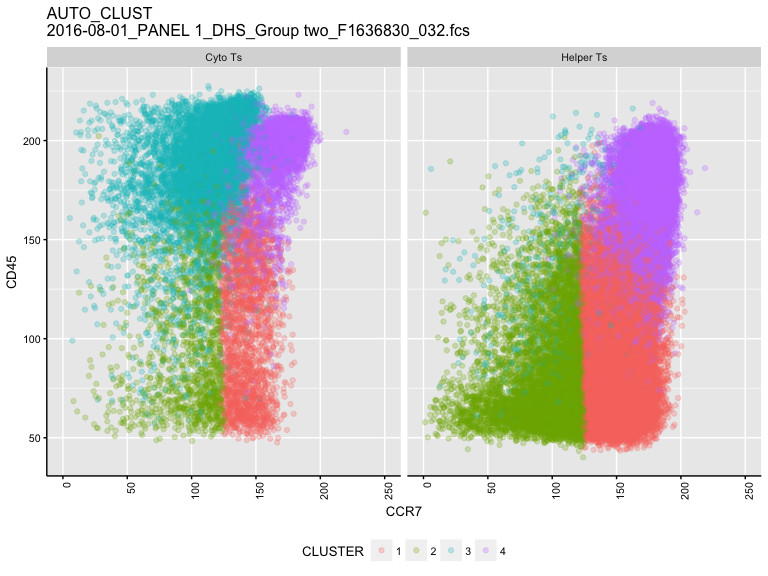 AUTO_CLUST
2016-08-01_PANEL 1_DHS_Group two_F1636830_032.fcs
Cyto Ts Helper Ts
200
150
100
50
CD45
0 50 100 150 200 250 0 50 100 150 200 250
CCR7
CLUSTER 1 2 3 4